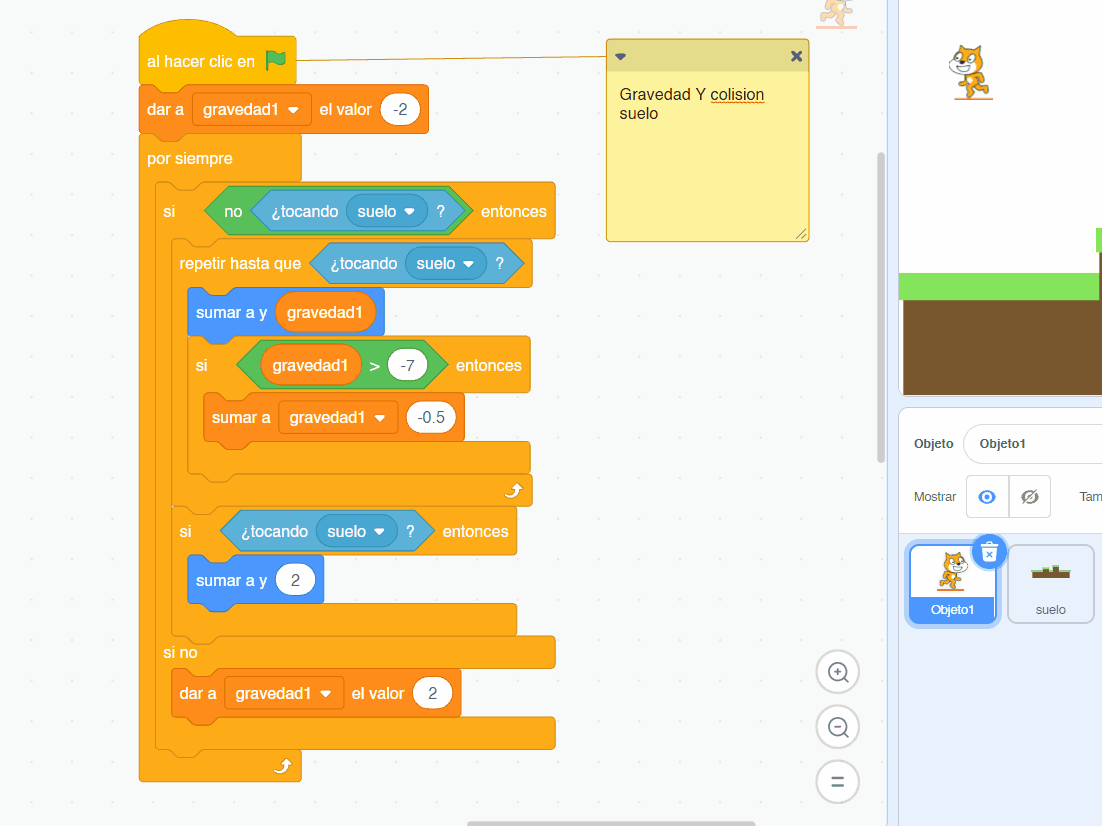 al hacer clic en
dar a gravedad1 el valor -2
por siempre
si no ¿tocando suelo ? entonces
repetir hasta que ¿tocando suelo ?
sumar a y gravedad1
si gravedad1 > -7 entonces
sumar a gravedad1 -0.5
si ¿tocando suelo ? entonces
sumar a y 2
si no
dar a gravedad1 el valor 2
Gravedad Y colision
suelo
Objeto Objeto1
Mostrar Tam
Objeto1
suelo